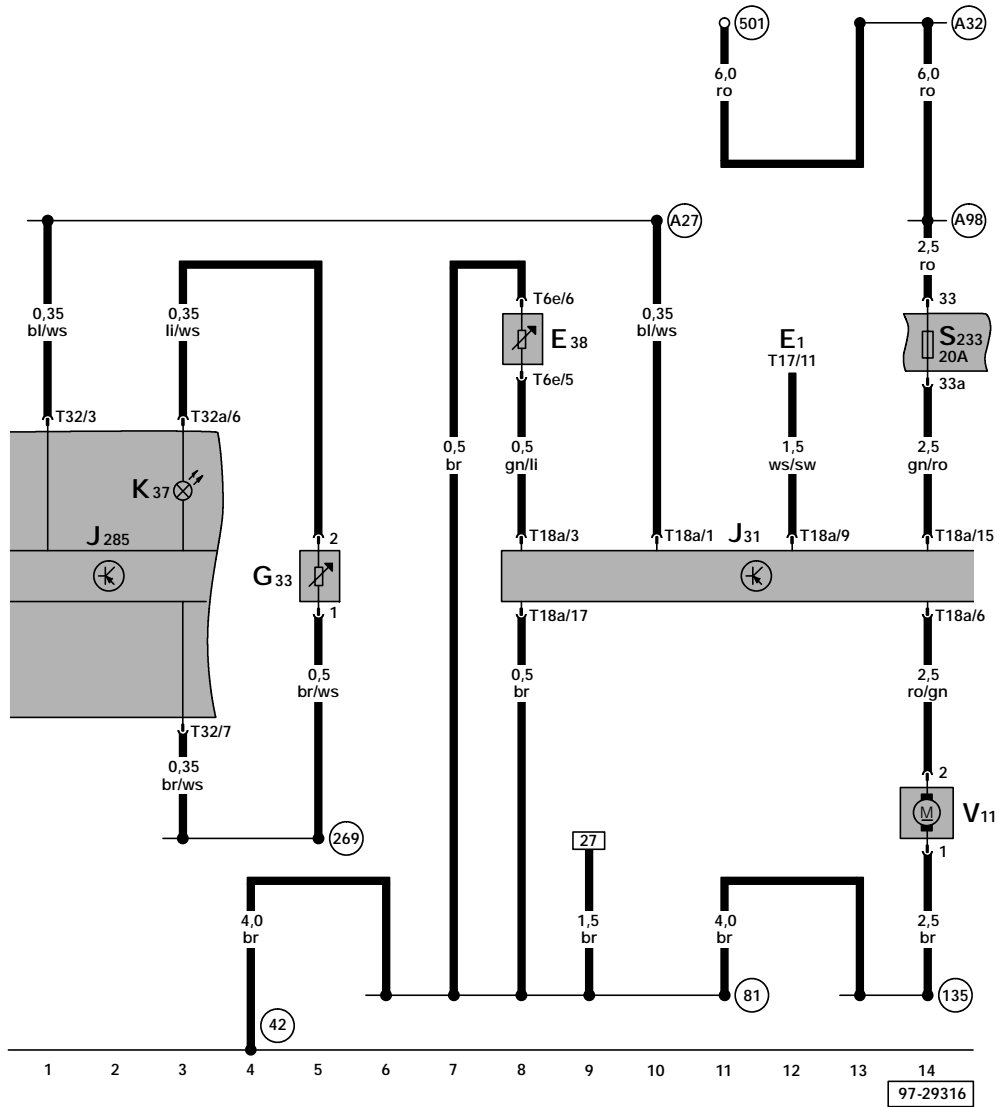 501
A32
6,0
ro
6,0
ro
A27
A98
2,5
ro
0,35
bl/ws
0,35
li/ws
T6e/6
E38
T6e/5
0,35
bl/ws
E1
T17/11
33
S233
20A
33a
T32/3
T32a/6
0,5
br
0,5
gn/li
1,5
ws/sw
2,5
gn/ro
K37
J285
2
G33
1
T18a/3
T18a/1
J31
T18a/9
T18a/15
T18a/17
T18a/6
0,5
br/ws
0,5
br
2,5
ro/gn
T32/7
0,35
br/ws
2
M
V11
1
269
27
4,0
br
1,5
br
4,0
br
2,5
br
81
135
42
1 2 3 4 5 6 7 8 9 10 11 12 13 14
97-29316